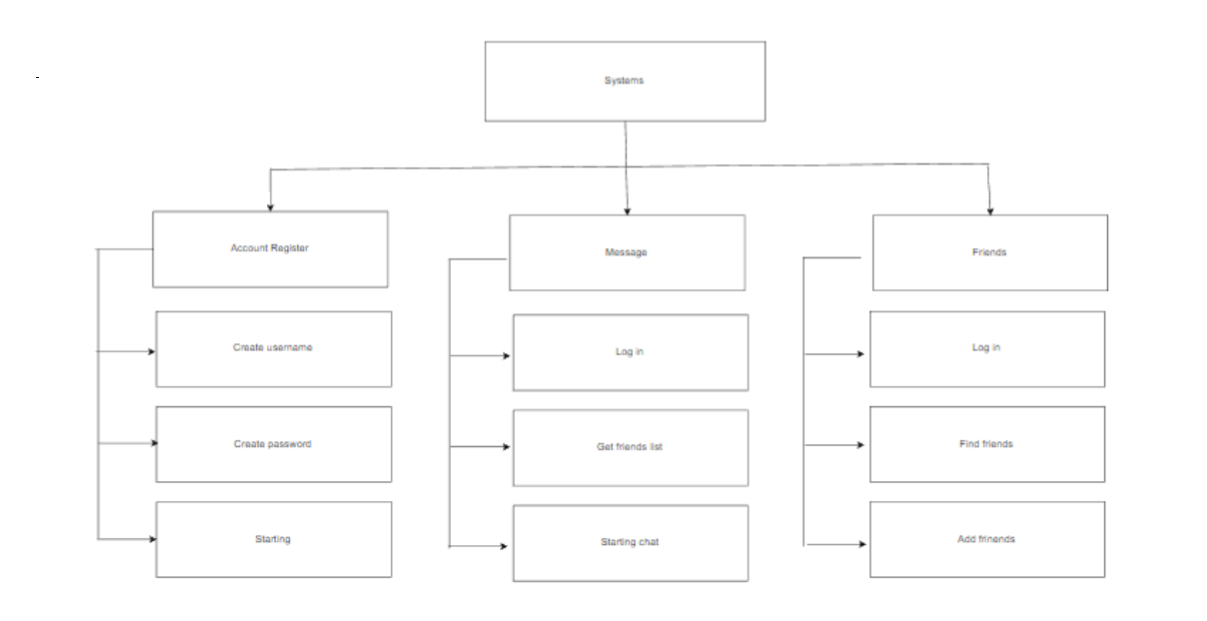 Systems
Account Register
Message
Friends
Create username
Log in
Log in
Create password
Get friends list
Find friends
Starting
Starting chat
Add frinends